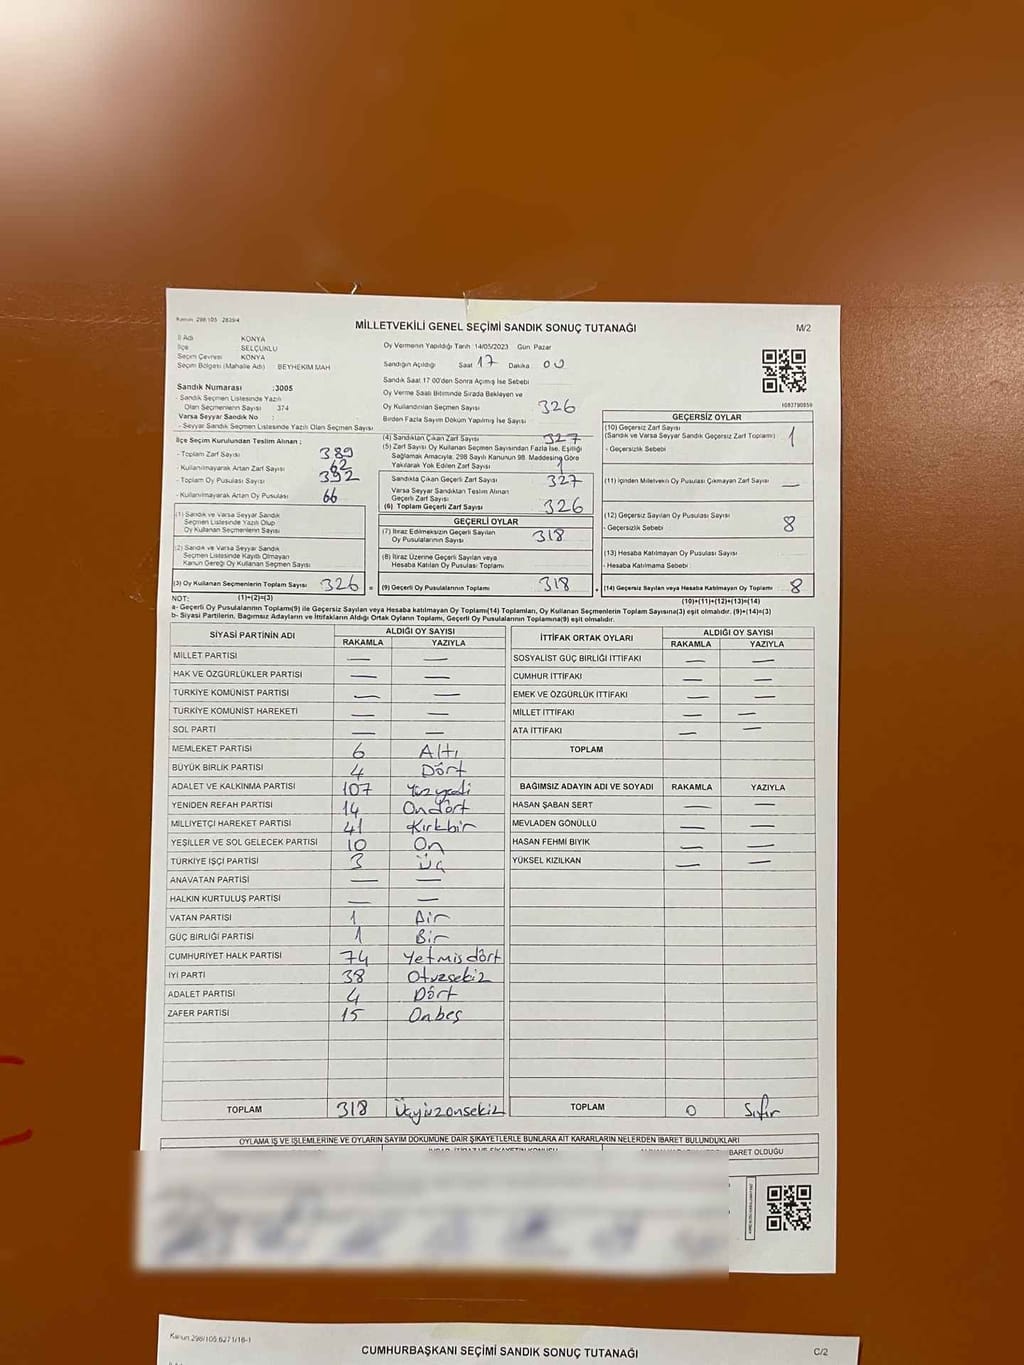 Kanun 298/105 2839/4
MİLLETVEKİLİ GENEL SEÇİMİ SANDIK SONUÇ TUTANAĞI M/2
İl Adı KONYA
İlçe SELÇUKLU
Seçim Çevresi KONYA
Seçim Bölgesi (Mahalle Adı) BEYHEKİM MAH
Sandık Numarası :3005
- Sandık Seçmen Listesinde Yazılı
Olan Seçmenlerin Sayısı 374
Varsa Seyyar Sandık No :
- Seyyar Sandık Seçmen Listesinde Yazılı Olan Seçmen Sayısı
Oy Vermenin Yapıldığı Tarih 14/05/2023 Gün Pazar
Sandığın Açıldığı Saat 17 Dakika 00
Sandık Saat 17.00'den Sonra Açılmış İse Sebebi
Oy Verme Saati Bitiminde Sırada Bekleyen ve
Oy Kullandırılan Seçmen Sayısı 326
Birden Fazla Sayım Döküm Yapılmış İse Sayısı
İlçe Seçim Kurulundan Teslim Alınan ;
- Toplam Zarf Sayısı 389
- Kullanılmayarak Artan Zarf Sayısı 62
- Toplam Oy Pusulası Sayısı 392
- Kullanılmayarak Artan Oy Pusulası 66
(1) Sandık ve Varsa Seyyar Sandık
Seçmen Listesinde Yazılı Olup
Oy Kullanan Seçmenlerin Sayısı
(2) Sandık ve Varsa Seyyar Sandık
Seçmen Listesinde Kayıtlı Olmayan
Kanun Gereği Oy Kullanan Seçmen Sayısı
(3) Oy Kullanan Seçmenlerin Toplam Sayısı 326 =
(4) Sandıktan Çıkan Zarf Sayısı 327
(5) Zarf Sayısı Oy Kullanan Seçmen Sayısından Fazla İse, Eşitliği
Sağlamak Amacıyla, 298 Sayılı Kanunun 98. Maddesine Göre
Yakılarak Yok Edilen Zarf Sayısı 1
Sandıkta Çıkan Geçerli Zarf Sayısı 327
Varsa Seyyar Sandıktan Teslim Alınan
Geçerli Zarf Sayısı
(6) Toplam Geçerli Zarf Sayısı 326
GEÇERLİ OYLAR
(7) İtiraz Edilmeksizin Geçerli Sayılan
Oy Pusulalarının Sayısı 318
(8) İtiraz Üzerine Geçerli Sayılan veya
Hesaba Katılan Oy Pusulası Toplamı
(9) Geçerli Oy Pusulalarının Toplamı 318 +
1083790859
GEÇERSİZ OYLAR
(10) Geçersiz Zarf Sayısı
(Sandık ve Varsa Seyyar Sandık Geçersiz Zarf Toplamı) 1
- Geçersizlik Sebebi
(11) İçinden Milletvekili Oy Pusulası Çıkmayan Zarf Sayısı —
(12) Geçersiz Sayılan Oy Pusulası Sayısı
- Geçersizlik Sebebi 8
(13) Hesaba Katılmayan Oy Pusulası Sayısı
- Hesaba Katılmama Sebebi
(14) Geçersiz Sayılan veya Hesaba Katılmayan Oy Toplamı 8
NOT: (1)+(2)=(3) (10)+(11)+(12)+(13)=(14)
a- Geçerli Oy Pusulalarının Toplamı(9) ile Geçersiz Sayılan veya Hesaba katılmayan Oy Toplamı(14) Toplamları, Oy Kullanan Seçmenlerin Toplam Sayısına(3) eşit olmalıdır. (9)+(14)=(3)
b- Siyasi Partilerin, Bağımsız Adayların ve İttifakların Aldığı Ortak Oyların Toplamı, Geçerli Oy Pusulalarının Toplamına(9) eşit olmalıdır.
SİYASİ PARTİNİN ADI ALDIĞI OY SAYISI
RAKAMLA YAZIYLA
MİLLET PARTİSİ — —
HAK VE ÖZGÜRLÜKLER PARTİSİ — —
TÜRKİYE KOMÜNİST PARTİSİ — —
TÜRKİYE KOMÜNİST HAREKETİ — —
SOL PARTİ — —
MEMLEKET PARTİSİ 6 Altı
BÜYÜK BİRLİK PARTİSİ 4 Dört
ADALET VE KALKINMA PARTİSİ 107 Yüzyedi
YENİDEN REFAH PARTİSİ 14 Ondört
MİLLİYETÇİ HAREKET PARTİSİ 41 Kırkbir
YEŞİLLER VE SOL GELECEK PARTİSİ 10 On
TÜRKİYE İŞÇİ PARTİSİ 3 Üç
ANAVATAN PARTİSİ — —
HALKIN KURTULUŞ PARTİSİ — —
VATAN PARTİSİ 1 Bir
GÜÇ BİRLİĞİ PARTİSİ 1 Bir
CUMHURİYET HALK PARTİSİ 74 Yetmisdört
İYİ PARTİ 38 Otuzsekiz
ADALET PARTİSİ 4 Dört
ZAFER PARTİSİ 15 Onbeş
TOPLAM 318 Üçyüzonsekiz
İTTİFAK ORTAK OYLARI ALDIĞI OY SAYISI
RAKAMLA YAZIYLA
SOSYALİST GÜÇ BİRLİĞİ İTTİFAKI — —
CUMHUR İTTİFAKI — —
EMEK VE ÖZGÜRLÜK İTTİFAKI — —
MİLLET İTTİFAKI — —
ATA İTTİFAKI — —
TOPLAM
BAĞIMSIZ ADAYIN ADI VE SOYADI RAKAMLA YAZIYLA
HASAN ŞABAN SERT — —
MEVLADEN GÖNÜLLÜ — —
HASAN FEHMİ BIYIK — —
YÜKSEL KIZILKAN — —
TOPLAM 0 Sıfır
OYLAMA İŞ VE İŞLEMLERİNE VE OYLARIN SAYIM DÖKÜMÜNE DAİR ŞİKAYETLERLE BUNLARA AİT KARARLARIN NELERDEN İBARET BULUNDUKLARI
İBARET OLDUĞU
Kanun 298/105.6271/16-1
CUMHURBAŞKANI SEÇİMİ SANDIK SONUÇ TUTANAĞI C/2